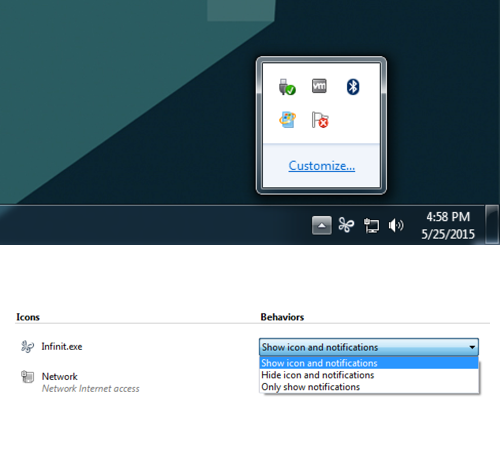 vm
Customize...
4:58 PM
5/25/2015
Icons
Behaviors
Infinit.exe
Show icon and notifications
Show icon and notifications
Network
Hide icon and notifications
Network Internet access
Only show notifications